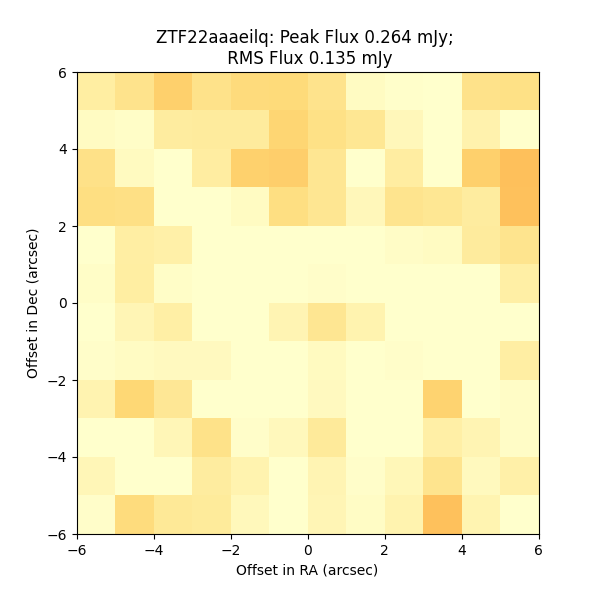 ZTF22aaaeilq: Peak Flux 0.264 mJy;
RMS Flux 0.135 mJy
6
4
2
0
−2
−4
−6
Offset in Dec (arcsec)
−6 −4 −2 0 2 4 6
Offset in RA (arcsec)